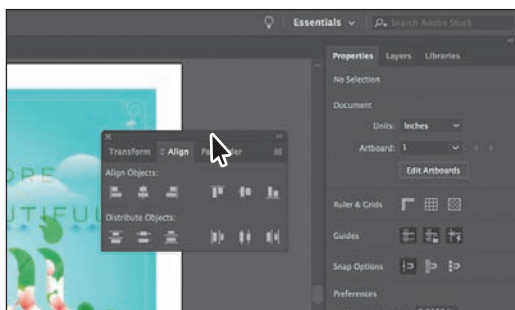 Essentials
Search Adobe Stock
Properties Layers Libraries
No Selection
Document
Units: Inches
Artboard: 1
Edit Artboards
Ruler & Grids
Guides
Snap Options
Preferences
Transform Align
Align Objects:
Distribute Objects: